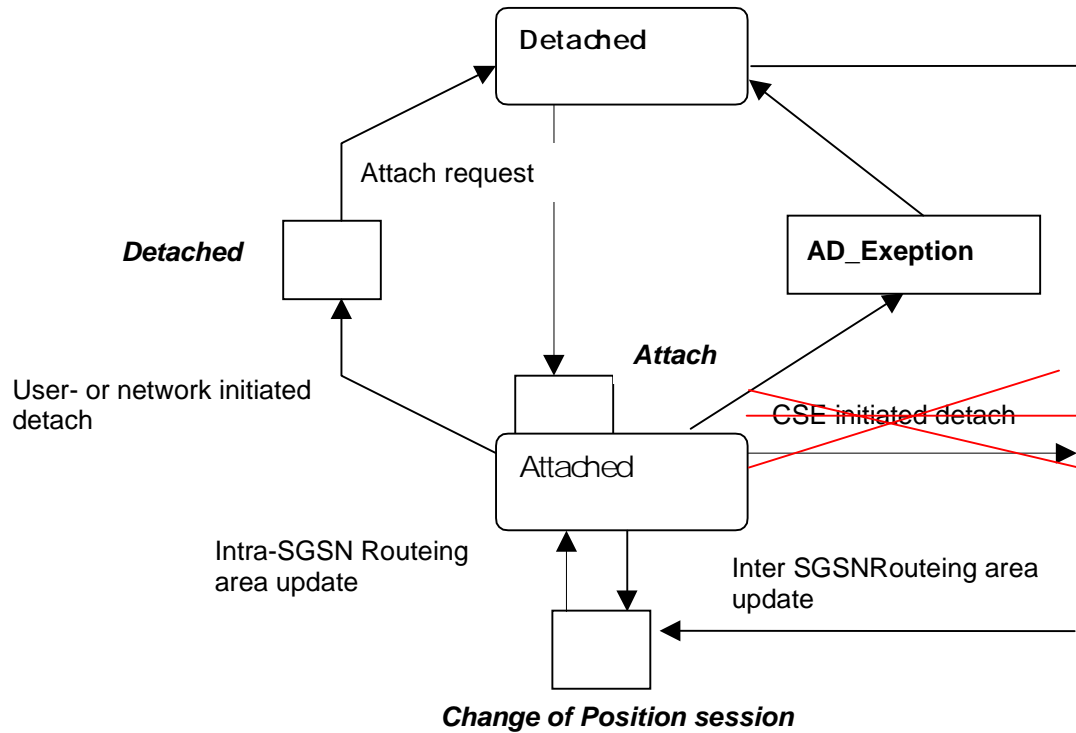 Detached
Attach request
Detached
AD_Exeption
Attach
User- or network initiated
detach
CSE initiated detach
Attached
Intra-SGSN Routeing
area update
Inter SGSNRouteing area
update
Change of Position session